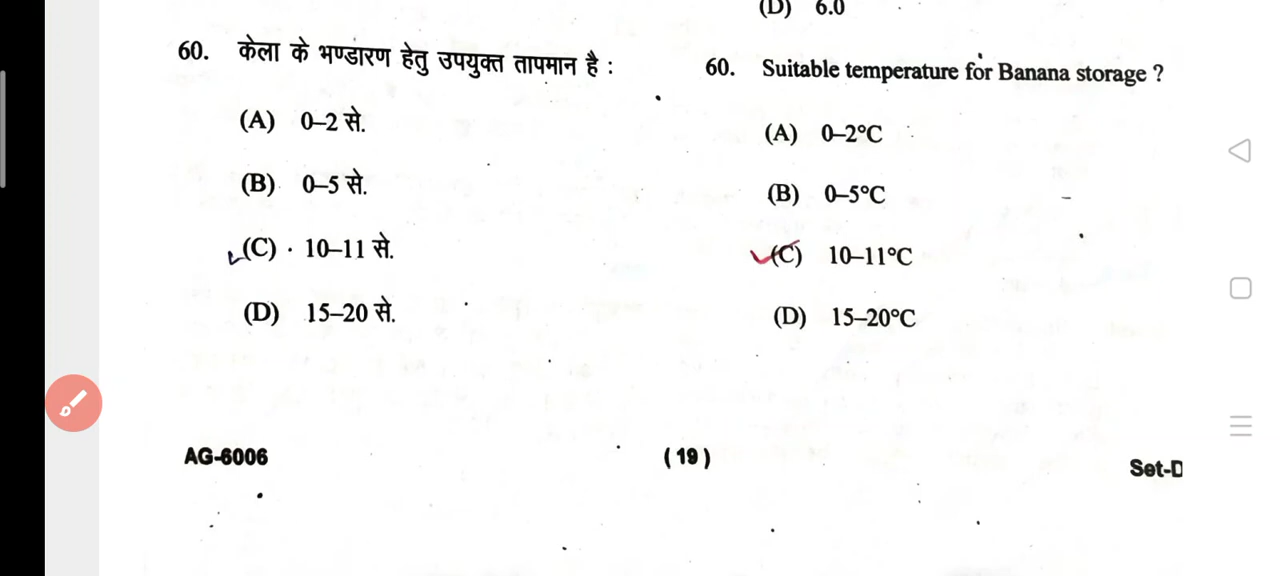 (D) 6.0
60. केला के भण्डारण हेतु उपयुक्त तापमान है :
(A) 0–2 से.
(B) 0–5 से.
(C) · 10–11 से.
(D) 15–20 से.
60. Suitable temperature for Banana storage ?
(A) 0–2°C
(B) 0–5°C
(C) 10–11°C
(D) 15–20°C
AG-6006
( 19 )
Set-D